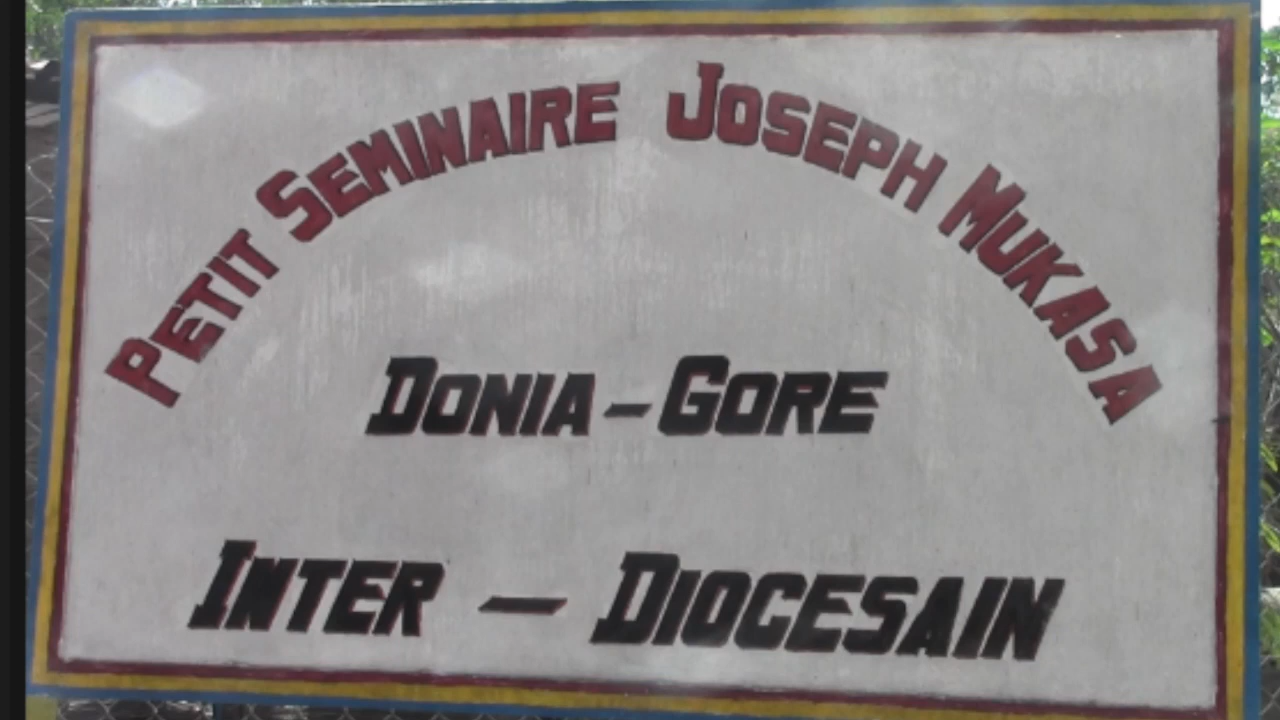 PETIT SEMINAIRE JOSEPH MUKASA
DONIA - GORE
INTER - DIOCESAIN